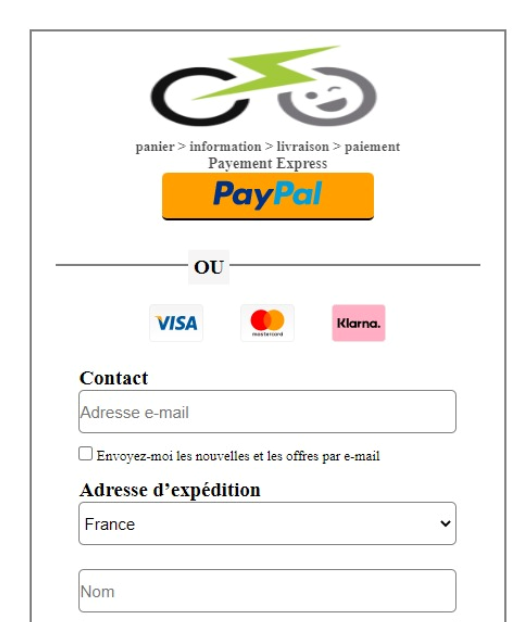 panier > information > livraison > paiement
Payement Express
PayPal
OU
VISA
mastercard
Klarna.
Contact
Adresse e-mail
Envoyez-moi les nouvelles et les offres par e-mail
Adresse d’expédition
France
Nom